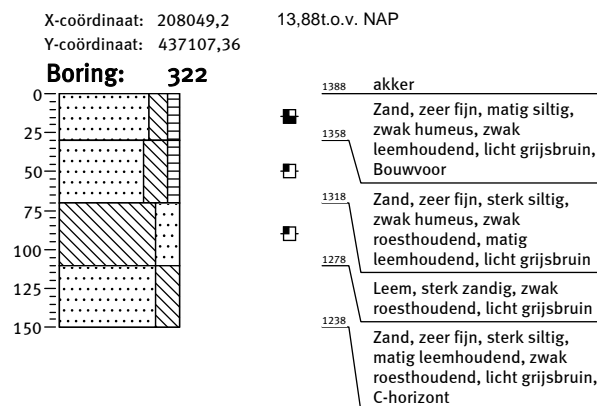 X-coördinaat: 208049,2
13,88t.o.v. NAP
Y-coördinaat: 437107,36
Boring: 322
0
25
50
75
100
125
150
1388 akker
Zand, zeer fijn, matig siltig,
zwak humeus, zwak
leemhoudend, licht grijsbruin,
Bouwvoor
1358
Zand, zeer fijn, sterk siltig,
zwak humeus, zwak
roesthoudend, matig
leemhoudend, licht grijsbruin
1318
Leem, sterk zandig, zwak
roesthoudend, licht grijsbruin
1278
Zand, zeer fijn, sterk siltig,
matig leemhoudend, zwak
roesthoudend, licht grijsbruin,
C-horizont
1238